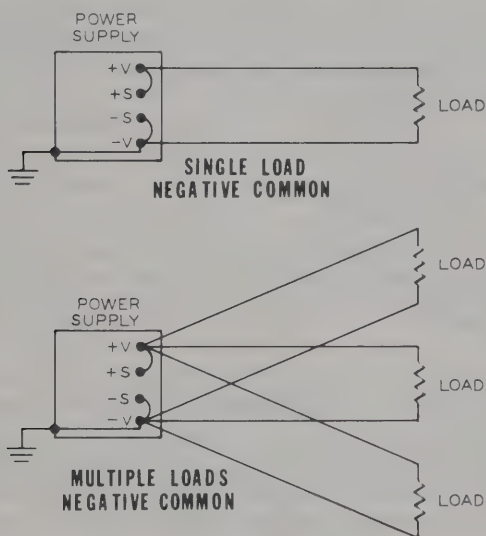 POWER
SUPPLY
+V
+S
-S
-V
LOAD
SINGLE LOAD
NEGATIVE COMMON
LOAD
POWER
SUPPLY
+V
+S
-S
-V
LOAD
MULTIPLE LOADS
NEGATIVE COMMON
LOAD